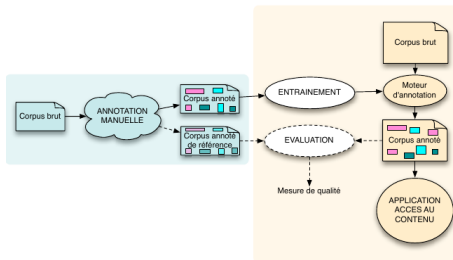 Corpus brut
ANNOTATION
MANUELLE
Corpus annoté
Corpus annoté
de référence
ENTRAINEMENT
EVALUATION
Mesure de qualité
Corpus brut
Moteur
d'annotation
Corpus annoté
APPLICATION
ACCES AU
CONTENU